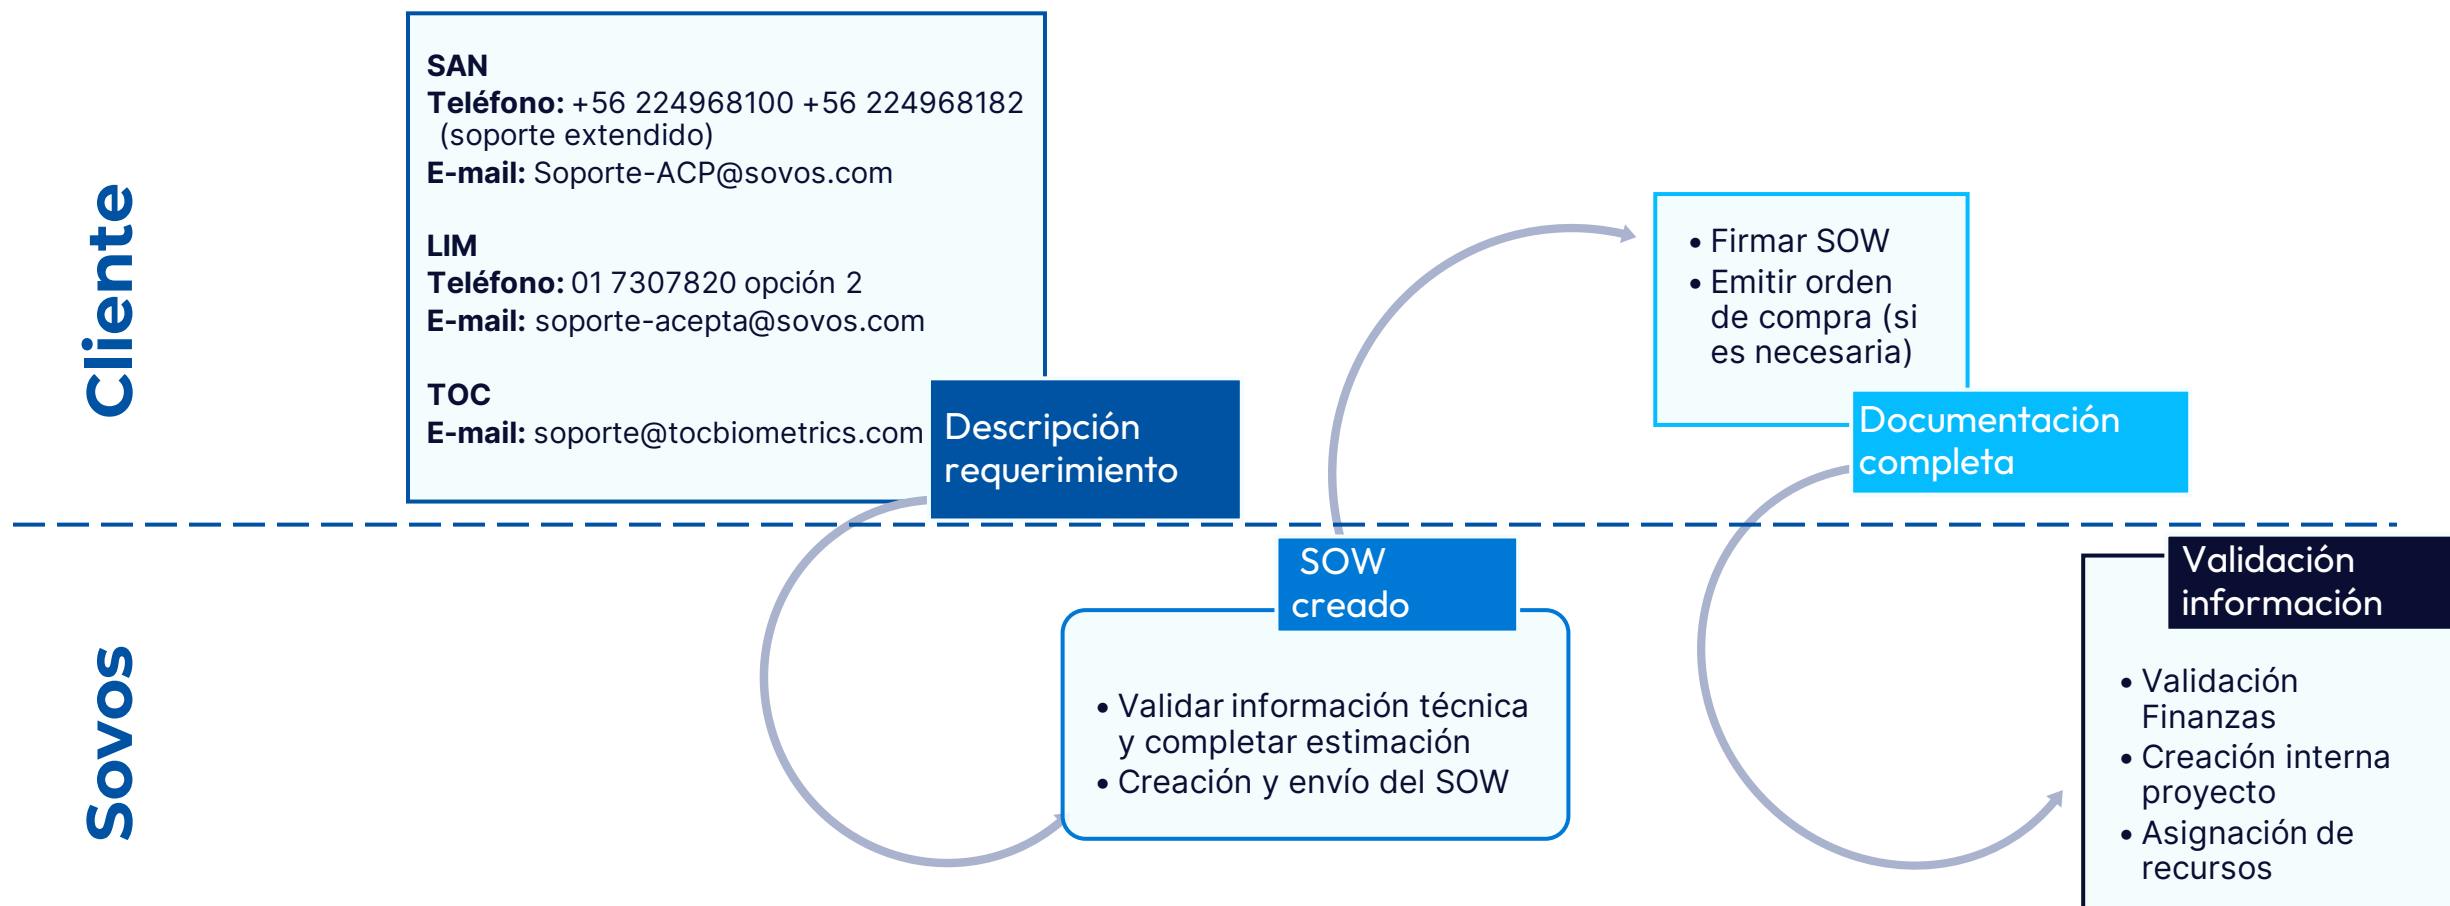 Cliente
SAN
Teléfono: +56 224968100 +56 224968182
(soporte extendido)
E-mail: Soporte-ACP@sovos.com
LIM
Teléfono: 01 7307820 opción 2
E-mail: soporte-acepta@sovos.com
TOC
E-mail: soporte@tocbiometrics.com
Descripción
requerimiento
• Firmar SOW
• Emitir orden
de compra (si
es necesaria)
Documentación
completa
Sovos
SOW
creado
• Validar información técnica
y completar estimación
• Creación y envío del SOW
Validación
información
• Validación
Finanzas
• Creación interna
proyecto
• Asignación de
recursos